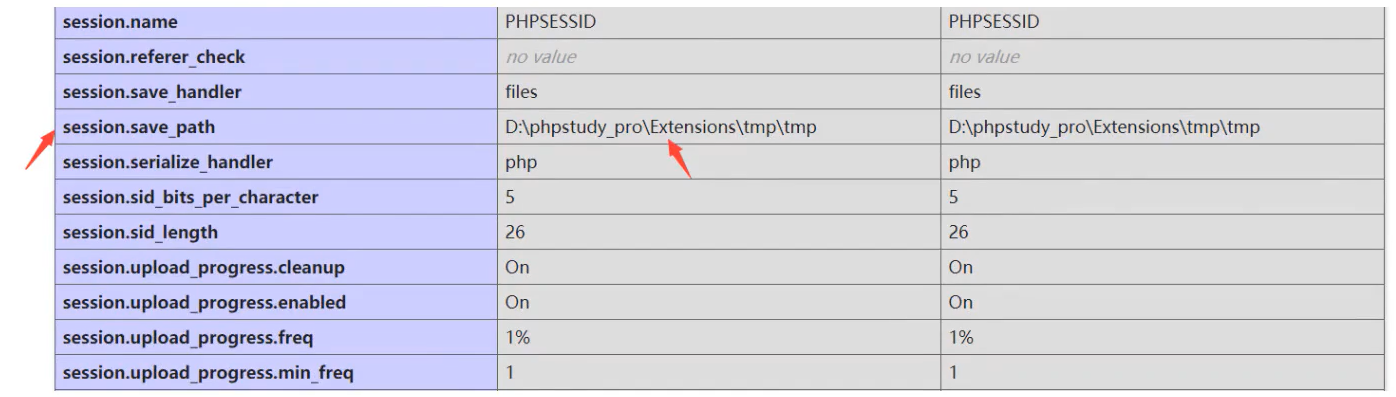 session.name PHPSESSID PHPSESSID
session.referer_check no value no value
session.save_handler files files
session.save_path D:\phpstudy_pro\Extensions\tmp\tmp D:\phpstudy_pro\Extensions\tmp\tmp
session.serialize_handler php php
session.sid_bits_per_character 5 5
session.sid_length 26 26
session.upload_progress.cleanup On On
session.upload_progress.enabled On On
session.upload_progress.freq 1% 1%
session.upload_progress.min_freq 1 1